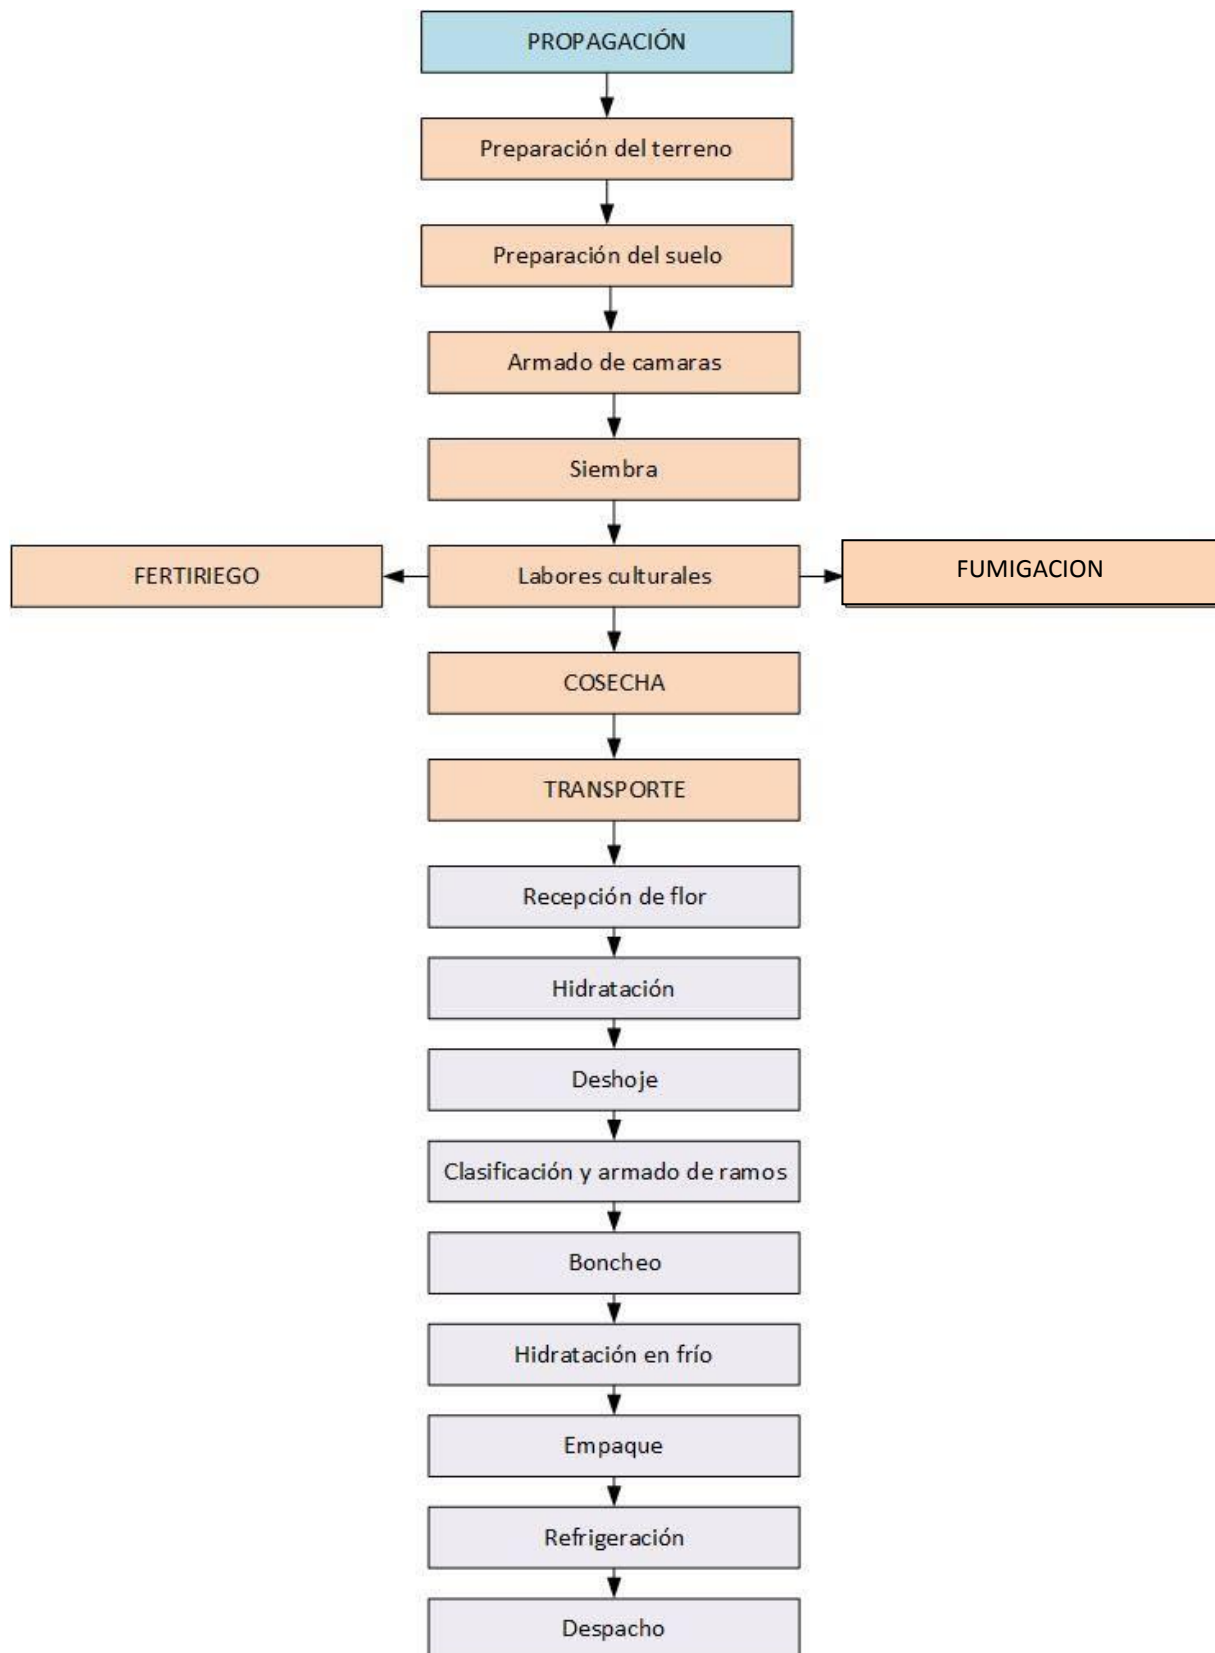 PROPAGACIÓN
Preparación del terreno
Preparación del suelo
Armado de camaras
Siembra
FERTIRIEGO
Labores culturales
FUMIGACION
COSECHA
TRANSPORTE
Recepción de flor
Hidratación
Deshoje
Clasificación y armado de ramos
Boncheo
Hidratación en frío
Empaque
Refrigeración
Despacho